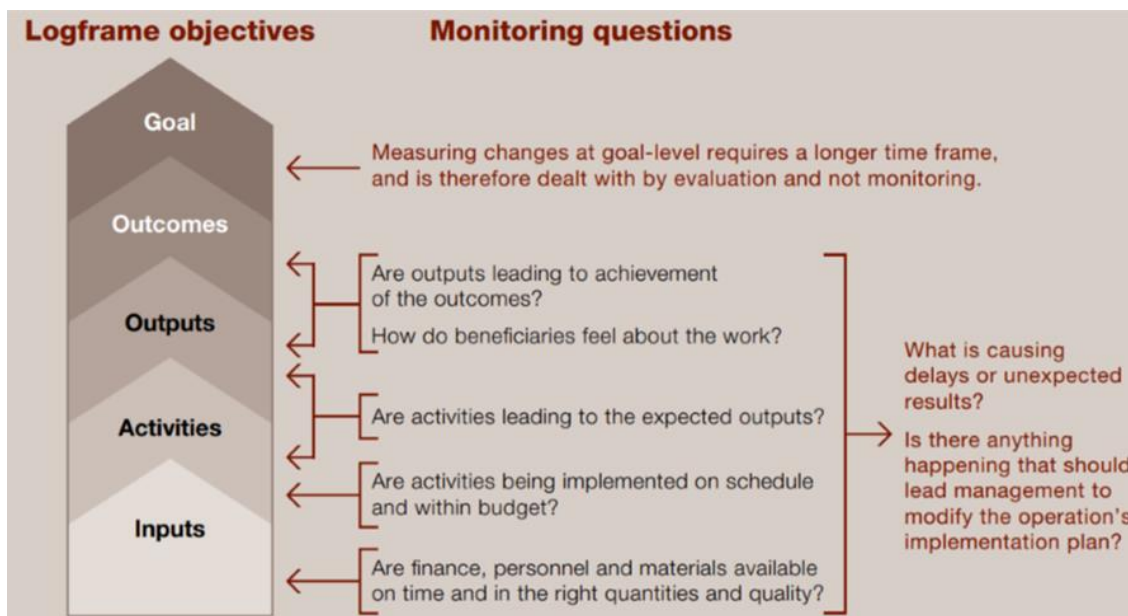 Logframe objectives
Monitoring questions
Goal
Measuring changes at goal-level requires a longer time frame,
and is therefore dealt with by evaluation and not monitoring.
Outcomes
Are outputs leading to achievement
of the outcomes?
How do beneficiaries feel about the work?
Outputs
Are activities leading to the expected outputs?
Activities
Are activities being implemented on schedule
and within budget?
Inputs
Are finance, personnel and materials available
on time and in the right quantities and quality?
What is causing
delays or unexpected
results?
Is there anything
happening that should
lead management to
modify the operation's
implementation plan?